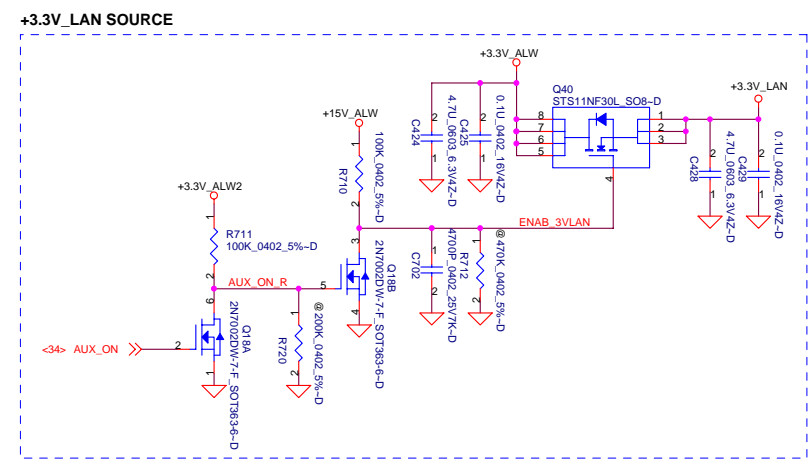 +3.3V_LAN SOURCE
+3.3V_ALW
Q40
STS11NF30L_SO8~D
+3.3V_LAN
8
7
6
5
1
2
3
4
2
1
C424
4.7U_0603_6.3V4Z~D
2
1
C425
0.1U_0402_16V4Z~D
2
1
C428
4.7U_0603_6.3V4Z~D
2
1
C429
0.1U_0402_16V4Z~D
+15V_ALW
1
2
R710
100K_0402_5%~D
+3.3V_ALW2
1
2
R711
100K_0402_5%~D
ENAB_3VLAN
AUX_ON_R
5
3
4
Q18B
2N7002DW-7-F_SOT363-6~D
1
2
C702
4700P_0402_25V7K~D
1
2
R712
@ 470K_0402_5%~D
<34> AUX_ON
2
6
1
Q18A
2N7002DW-7-F_SOT363-6~D
1
2
R720
@ 200K_0402_5%~D